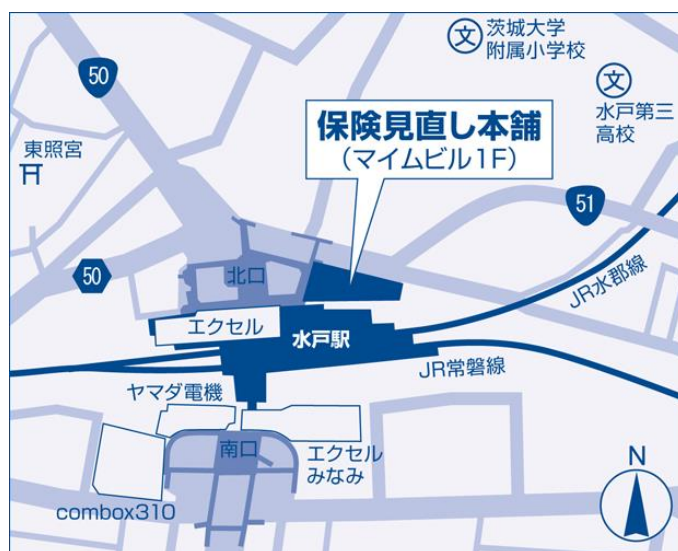 文
茨城大学
附属小学校
50
文
水戸第三
高校
保険見直し本舗
(マイムビル1F)
東照宮
51
50
北口
JR水郡線
エクセル
水戸駅
JR常磐線
ヤマダ電機
南口
エクセル
みなみ
N
combox310